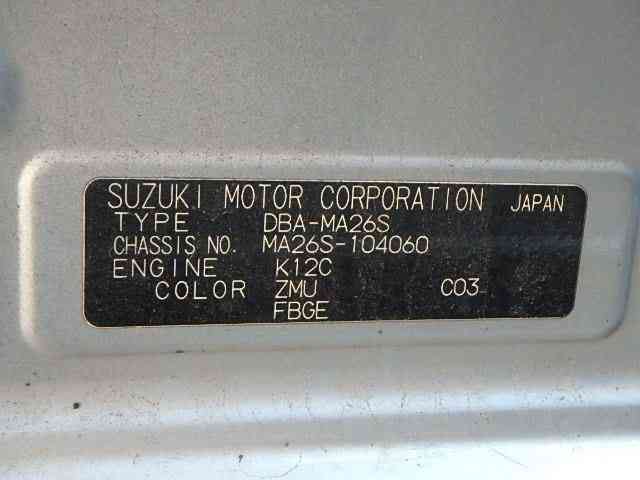 SUZUKI MOTOR CORPORATION JAPAN
TYPE DBA-MA26S
CHASSIS NO. MA26S-104060
ENGINE K12C
COLOR ZMU C03
FBGE